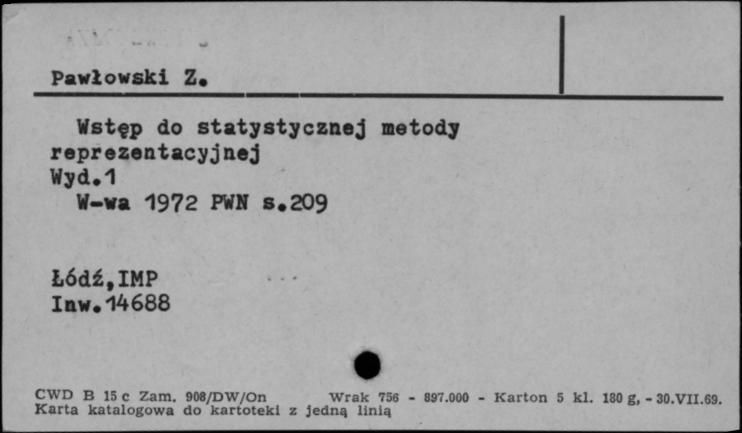 Pawłowski Z.
Wstęp do statystycznej metody
reprezentacyjnej
Wyd.1
W-wa 1972 PWN s.209
Łódź,IMP
Inw.14688
CWD B 15 c Zam. 908/DW/On Wrak 756 - 897.000 - Karton 5 kl. 180 g, - 30.VII.69.
Karta katalogowa do kartoteki z jedną linią